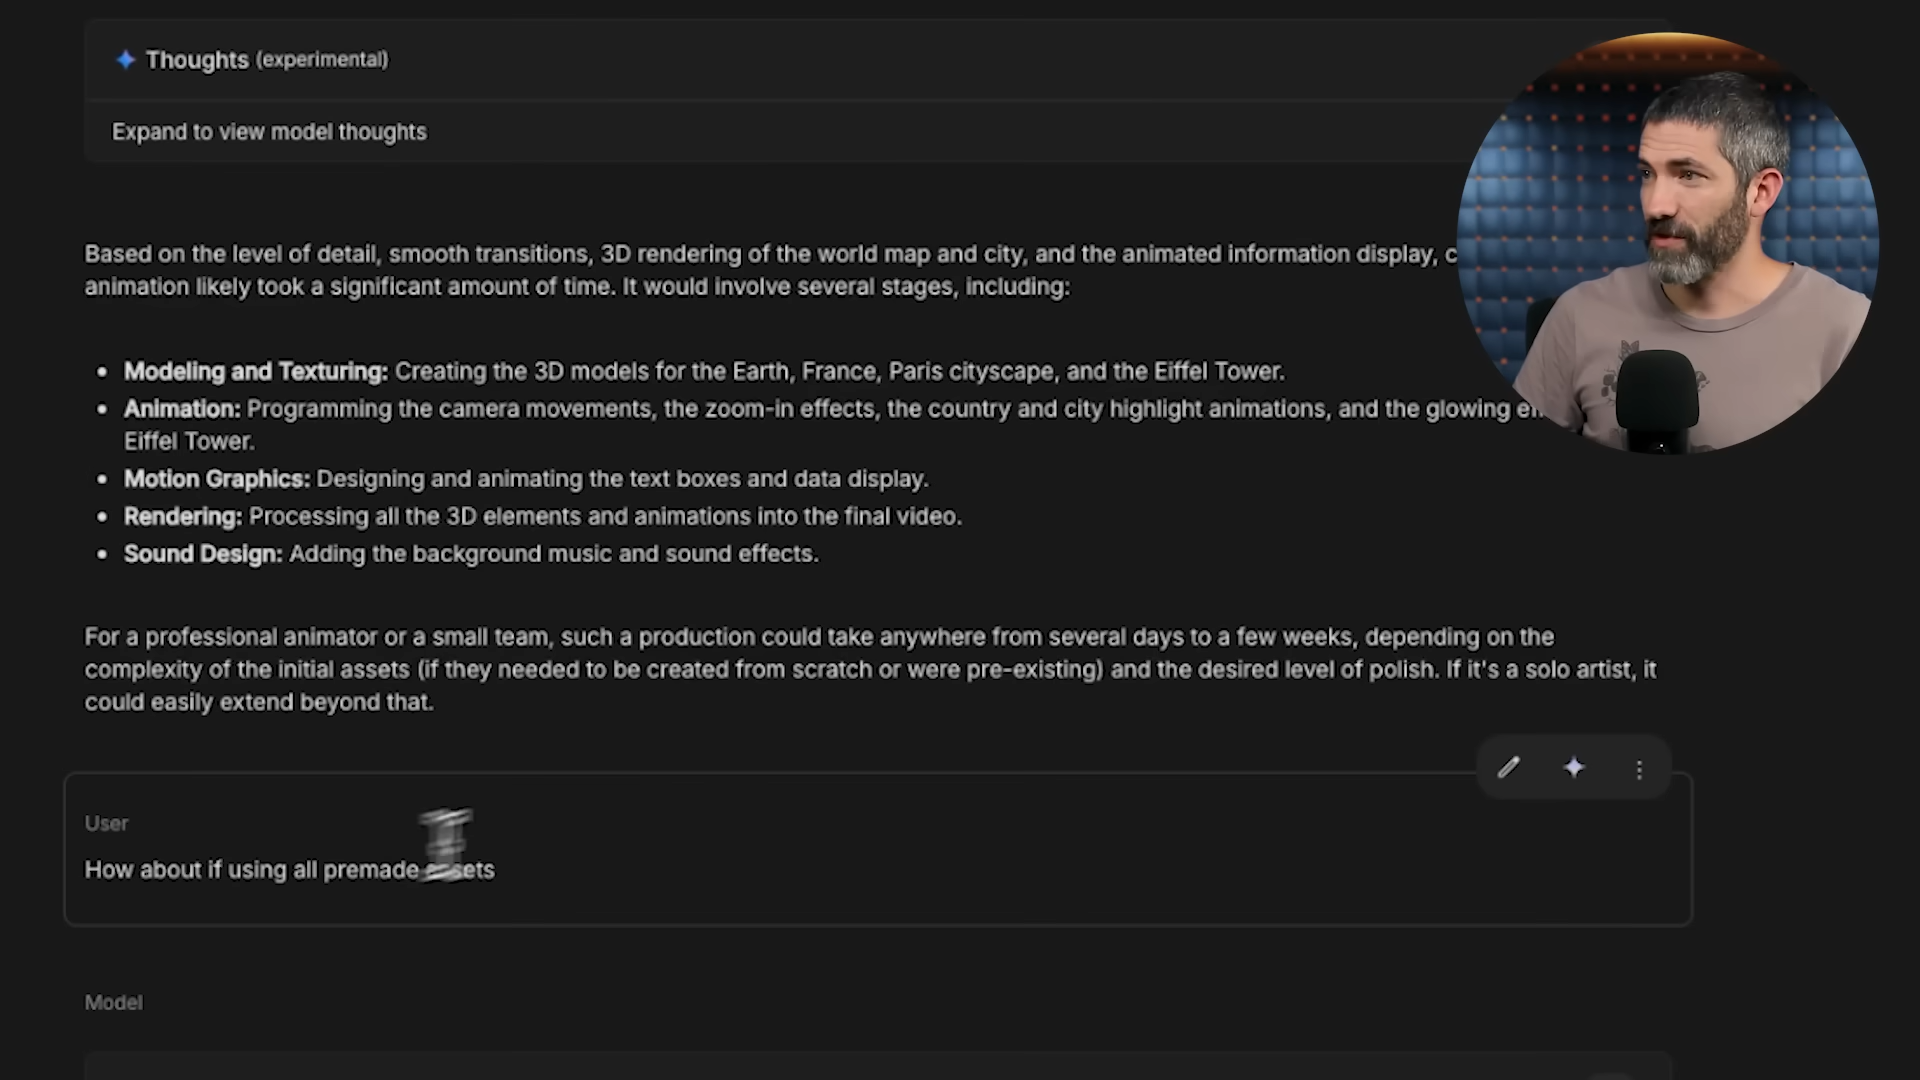 Thoughts (experimental)
Expand to view model thoughts
Based on the level of detail, smooth transitions, 3D rendering of the world map and city, and the animated information display,
animation likely took a significant amount of time. It would involve several stages, including:
• Modeling and Texturing: Creating the 3D models for the Earth, France, Paris cityscape, and the Eiffel Tower.
• Animation: Programming the camera movements, the zoom-in effects, the country and city highlight animations, and the glowing
Eiffel Tower.
• Motion Graphics: Designing and animating the text boxes and data display.
• Rendering: Processing all the 3D elements and animations into the final video.
• Sound Design: Adding the background music and sound effects.
For a professional animator or a small team, such a production could take anywhere from several days to a few weeks, depending on the
complexity of the initial assets (if they needed to be created from scratch or were pre-existing) and the desired level of polish. If it's a solo artist, it
could easily extend beyond that.
User
How about if using all premade assets
Model